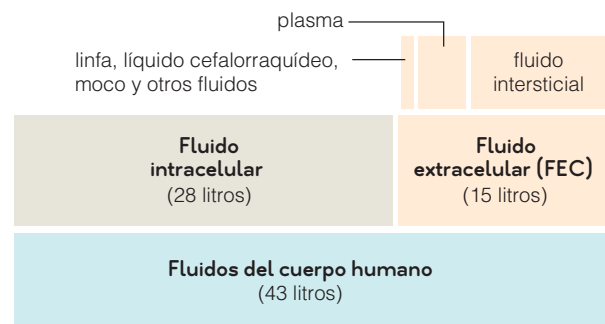 plasma
linfa, líquido cefalorraquídeo,
moco y otros fluidos
fluido
intersticial
Fluido
intracelular
(28 litros)
Fluido
extracelular (FEC)
(15 litros)
Fluidos del cuerpo humano
(43 litros)